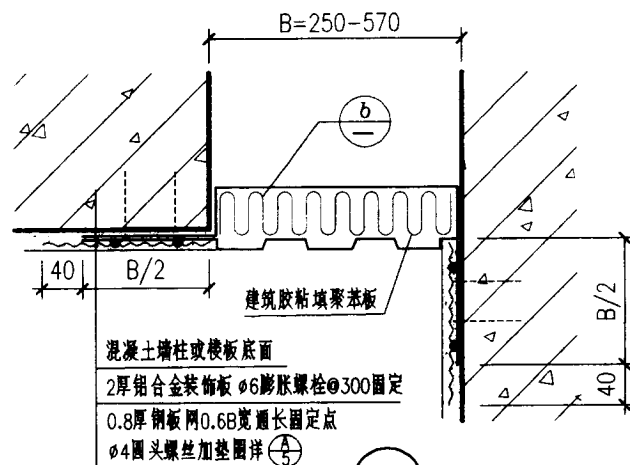 B=250-570
b
40
B/2
建筑胶粘填聚苯板
B/2
40
混凝土墙柱或楼板底面
2厚铝合金装饰板 ø6膨胀螺栓@300固定
0.8厚钢板网0.6B宽通长固定点
ø4圆头螺丝加垫圈详 A/5